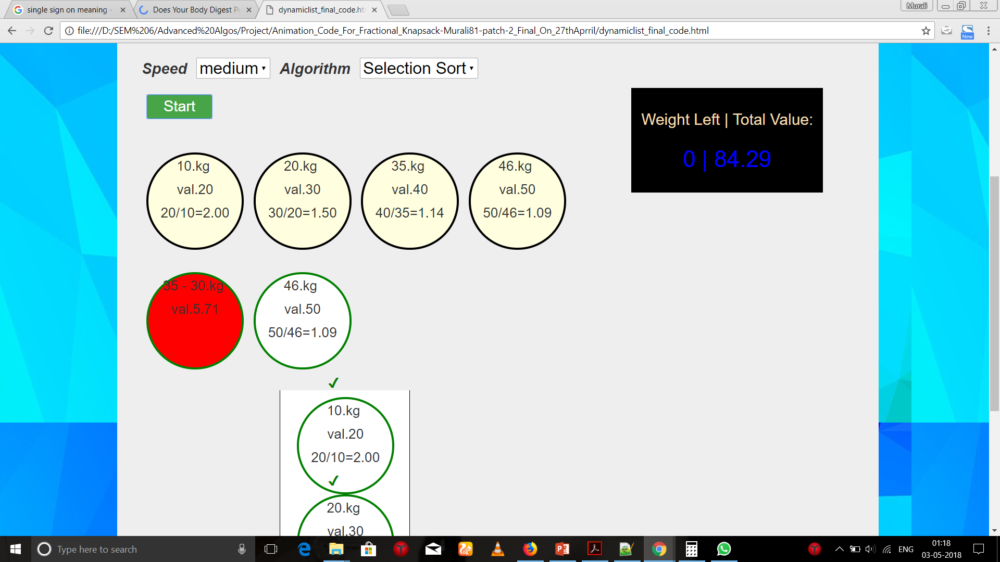 single sign on meaning -
Does Your Body Digest Pe
dynamiclist_final_code.htm
Murali
file:///D:/SEM%206/Advanced%20Algos/Project/Animation_Code_For_Fractional_Knapsack-Murali81-patch-2_Final_On_27thAprril/dynamiclist_final_code.html
New
Speed medium Algorithm Selection Sort
Start
Weight Left | Total Value:
0 | 84.29
10.kg
val.20
20/10=2.00
20.kg
val.30
30/20=1.50
35.kg
val.40
40/35=1.14
46.kg
val.50
50/46=1.09
35 - 30.kg
val.5.71
46.kg
val.50
50/46=1.09
✓
10.kg
val.20
20/10=2.00
✓
20.kg
val.30
Type here to search
ENG
01:18
03-05-2018